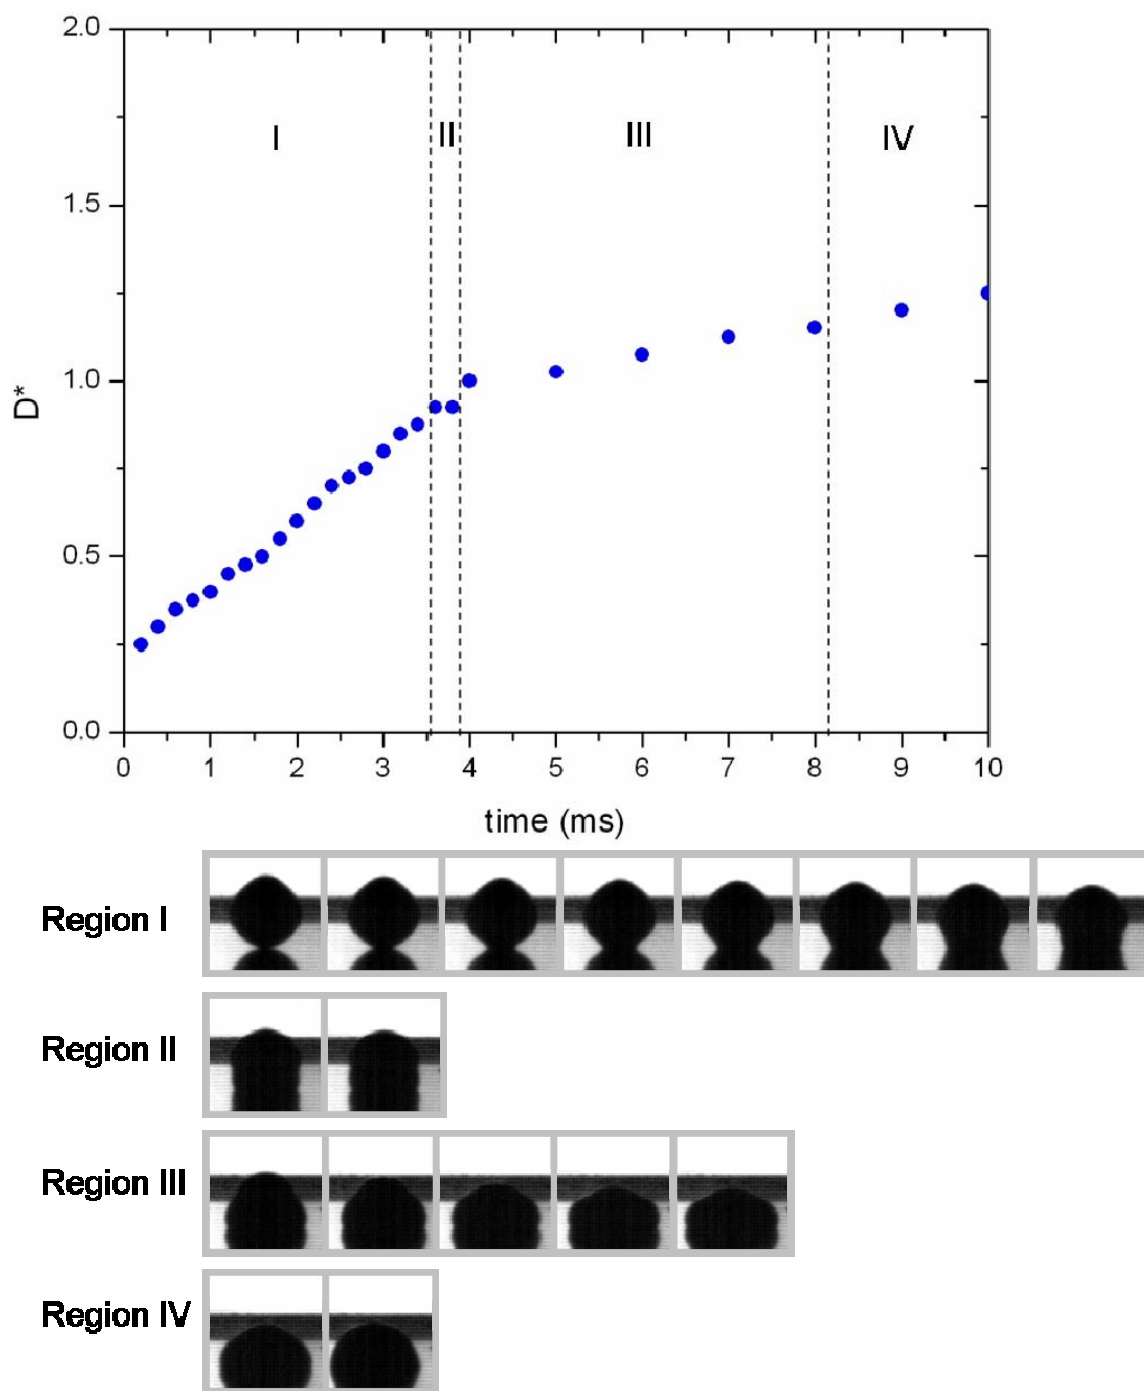 2.0
I II III IV
1.5
1.0
D*
0.5
0.0
0 1 2 3 4 5 6 7 8 9 10
time (ms)
Region I
Region II
Region III
Region IV